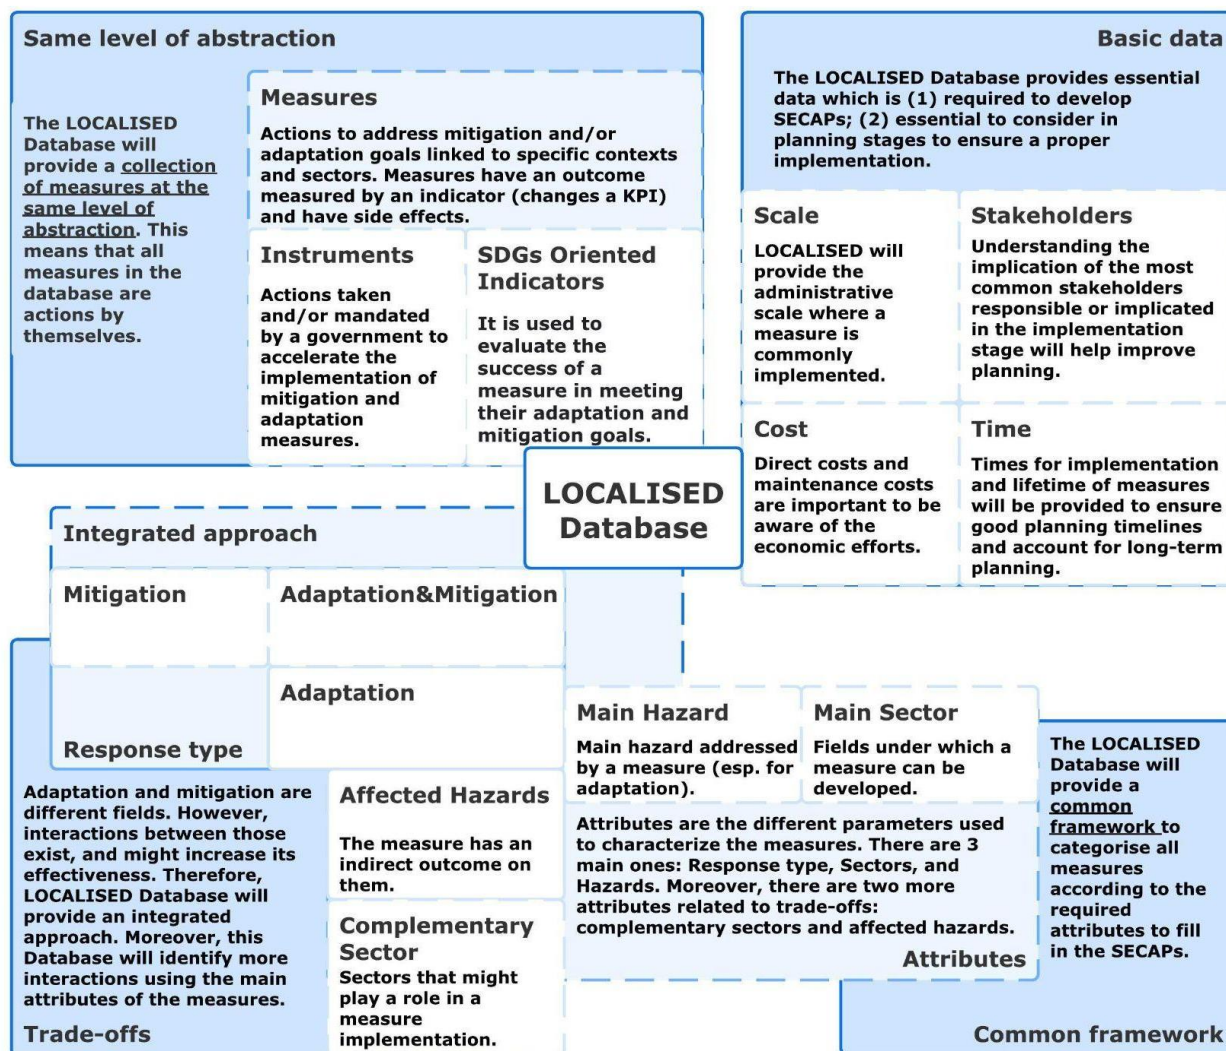 Same level of abstraction
The LOCALISED
Database will
provide a collection
of measures at the
same level of
abstraction. This
means that all
measures in the
database are
actions by
themselves.
Measures
Actions to address mitigation and/or
adaptation goals linked to specific contexts
and sectors. Measures have an outcome
measured by an indicator (changes a KPI)
and have side effects.
Instruments
Actions taken
and/or mandated
by a government to
accelerate the
implementation of
mitigation and
adaptation
measures.
SDGs Oriented
Indicators
It is used to
evaluate the
success of a
measure in meeting
their adaptation and
mitigation goals.
Basic data
The LOCALISED Database provides essential
data which is (1) required to develop
SECAPs; (2) essential to consider in
planning stages to ensure a proper
implementation.
Scale
LOCALISED will
provide the
administrative
scale where a
measure is
commonly
implemented.
Stakeholders
Understanding the
implication of the most
common stakeholders
responsible or implicated
in the implementation
stage will help improve
planning.
Cost
Direct costs and
maintenance costs
are important to be
aware of the
economic efforts.
Time
Times for implementation
and lifetime of measures
will be provided to ensure
good planning timelines
and account for long-term
planning.
LOCALISED
Database
Integrated approach
Mitigation
Adaptation&Mitigation
Adaptation
Response type
Adaptation and mitigation are
different fields. However,
interactions between those
exist, and might increase its
effectiveness. Therefore,
LOCALISED Database will
provide an integrated
approach. Moreover, this
Database will identify more
interactions using the main
attributes of the measures.
Trade-offs
Affected Hazards
The measure has an
indirect outcome on
them.
Complementary
Sector
Sectors that might
play a role in a
measure
implementation.
Main Hazard
Main hazard addressed
by a measure (esp. for
adaptation).
Main Sector
Fields under which a
measure can be
developed.
Attributes are the different parameters used
to characterize the measures. There are 3
main ones: Response type, Sectors, and
Hazards. Moreover, there are two more
attributes related to trade-offs:
complementary sectors and affected hazards.
Attributes
The LOCALISED
Database will
provide a
common
framework to
categorise all
measures
according to the
required
attributes to fill
in the SECAPs.
Common framework